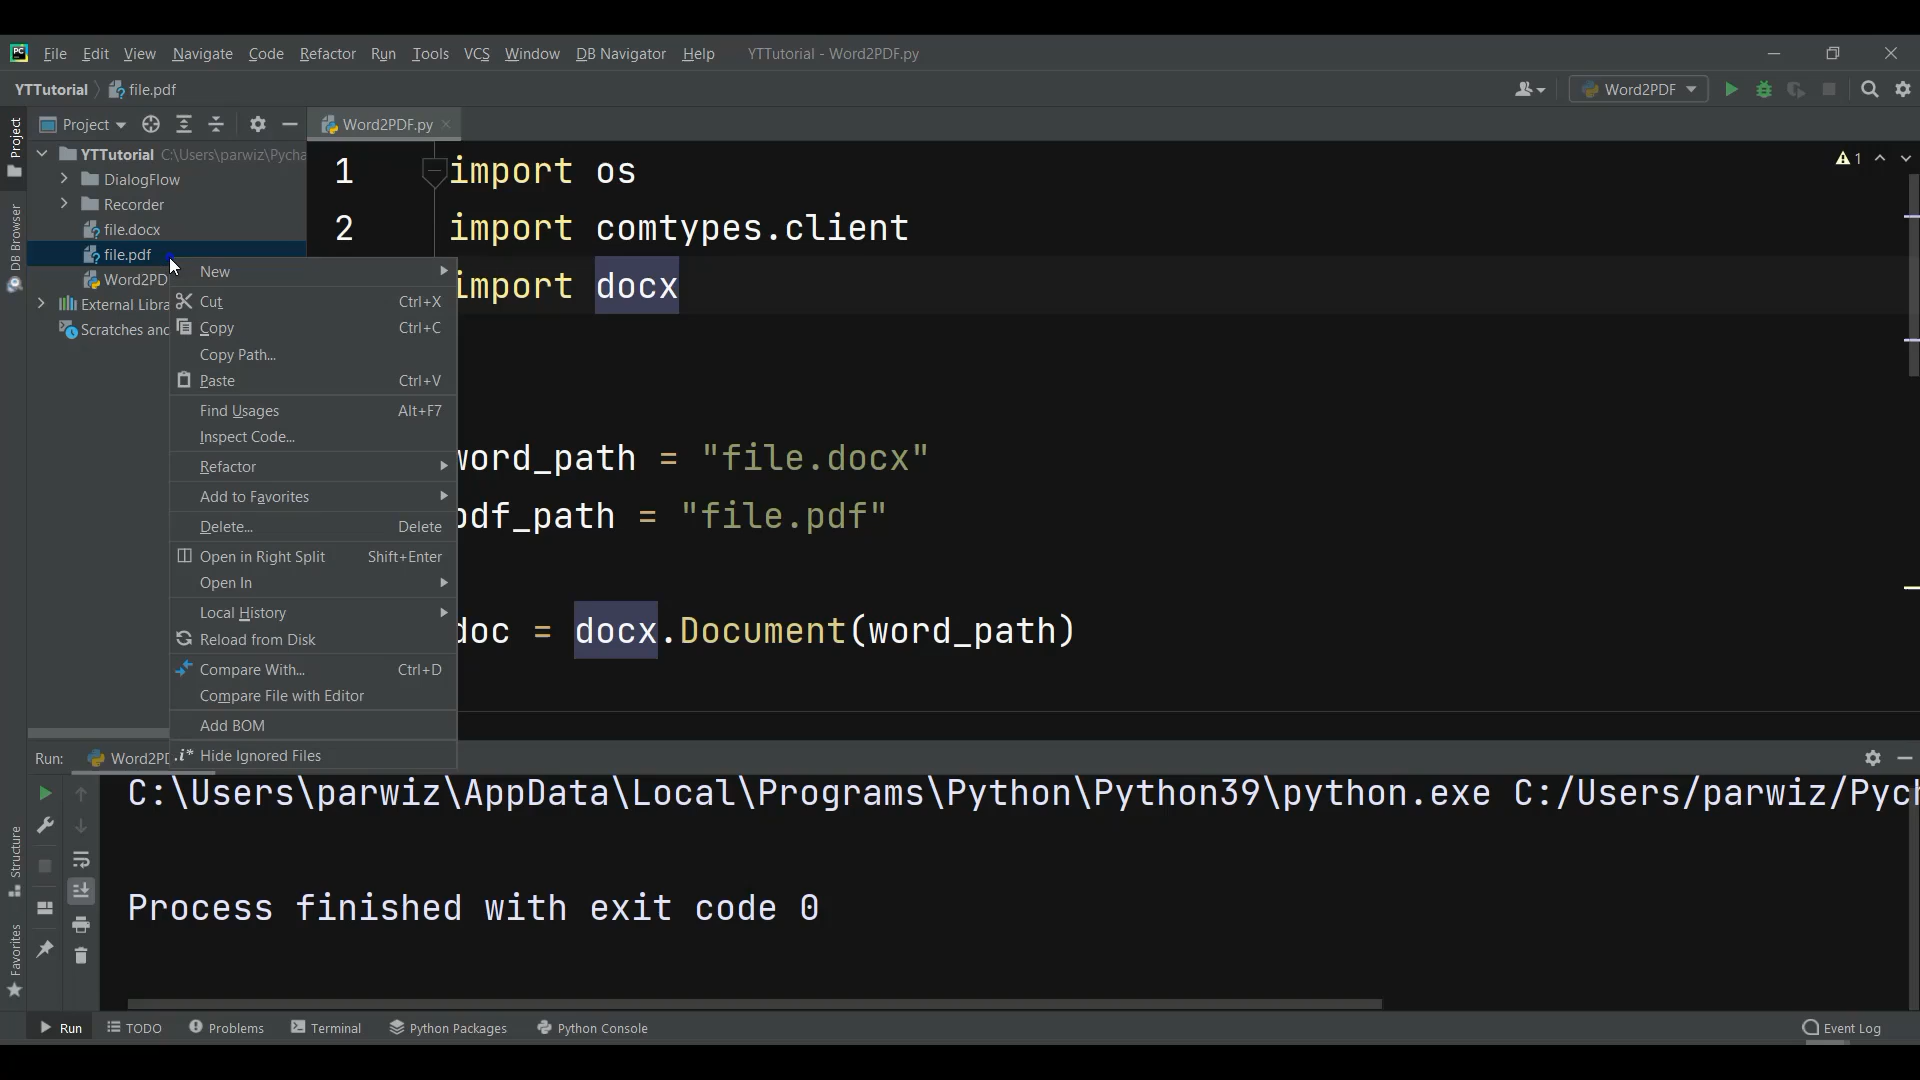 PC File Edit View Navigate Code Refactor Run Tools VCS Window DB Navigator Help YTTutorial - Word2PDF.py
YTTutorial file.pdf Word2PDF
Project Word2PDF.py
Project
DB Browser
Structure
Favorites
YTTutorial C:\Users\parwiz\Pycha
DialogFlow
Recorder
file.docx
file.pdf
Word2PD
External Libra
Scratches and
New
Cut Ctrl+X
Copy Ctrl+C
Copy Path...
Paste Ctrl+V
Find Usages Alt+F7
Inspect Code...
Refactor
Add to Favorites
Delete... Delete
Open in Right Split Shift+Enter
Open In
Local History
Reload from Disk
Compare With... Ctrl+D
Compare File with Editor
Add BOM
.i* Hide Ignored Files
1 import os
2 import comtypes.client
import docx
word_path = "file.docx"
pdf_path = "file.pdf"
doc = docx.Document(word_path)
1
Run: Word2PD
C:\Users\parwiz\AppData\Local\Programs\Python\Python39\python.exe C:/Users/parwiz/Pych
Process finished with exit code 0
Run TODO Problems Terminal Python Packages Python Console Event Log